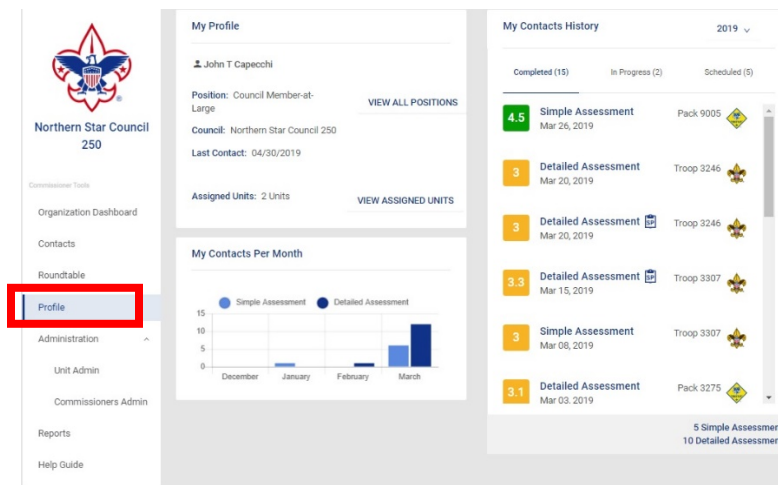 Northern Star Council
250
Commissioner Tools
Organization Dashboard
Contacts
Roundtable
Profile
Administration
Unit Admin
Commissioners Admin
Reports
Help Guide
My Profile
John T Capecchi
Position: Council Member-at-
Large
VIEW ALL POSITIONS
Council: Northern Star Council 250
Last Contact: 04/30/2019
Assigned Units: 2 Units
VIEW ASSIGNED UNITS
My Contacts Per Month
Simple Assessment
Detailed Assessment
15
10
5
0
December
January
February
March
My Contacts History
2019
Completed (15)
In Progress (2)
Scheduled (5)
4.5
Simple Assessment
Mar 26, 2019
Pack 9005
3
Detailed Assessment
Mar 20, 2019
Troop 3246
3
Detailed Assessment SP
Mar 20, 2019
Troop 3246
3.3
Detailed Assessment SP
Mar 15, 2019
Troop 3307
3
Simple Assessment
Mar 08, 2019
Troop 3307
3.1
Detailed Assessment
Mar 03. 2019
Pack 3275
5 Simple Assessmen
10 Detailed Assessmen